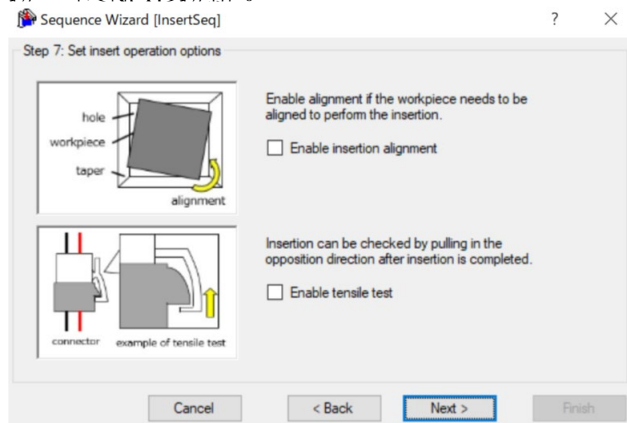 Sequence Wizard [InsertSeq]
? ×
Step 7: Set insert operation options
hole
workpiece
taper
alignment
Enable alignment if the workpiece needs to be
aligned to perform the insertion.
Enable insertion alignment
connector
example of tensile test
Insertion can be checked by pulling in the
opposition direction after insertion is completed.
Enable tensile test
Cancel
< Back
Next >
Finish